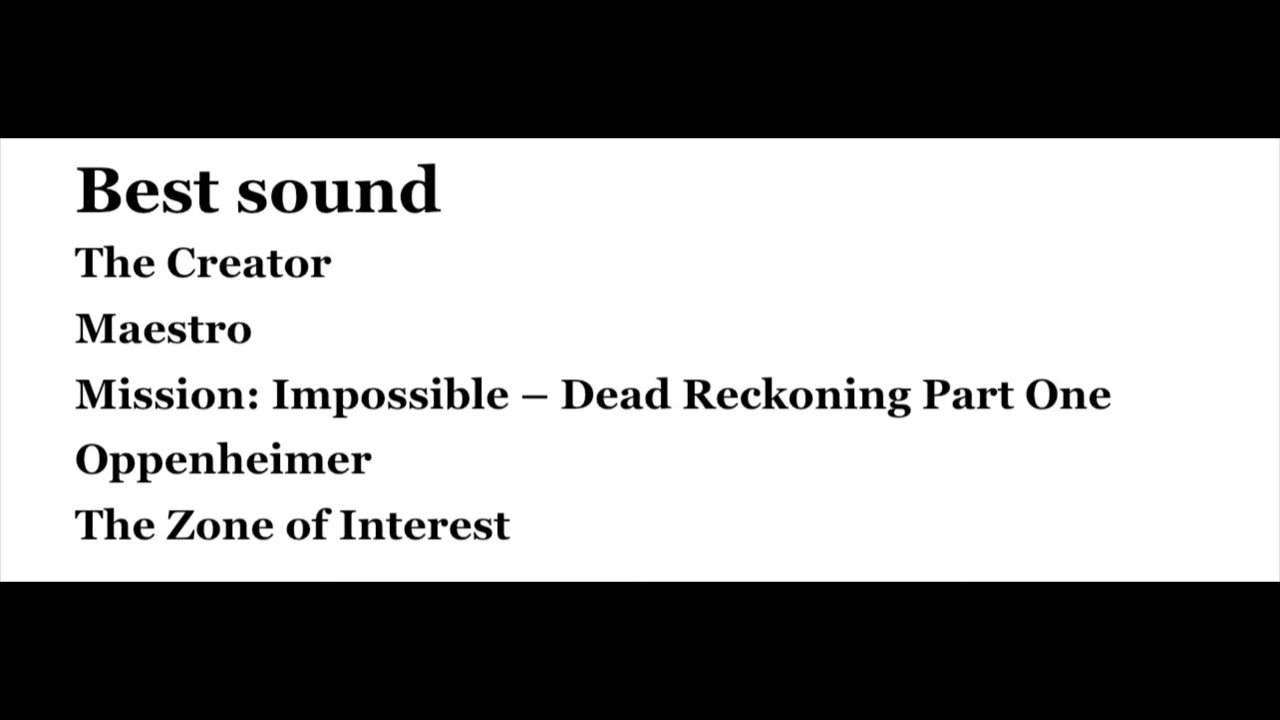 Best sound
The Creator
Maestro
Mission: Impossible – Dead Reckoning Part One
Oppenheimer
The Zone of Interest